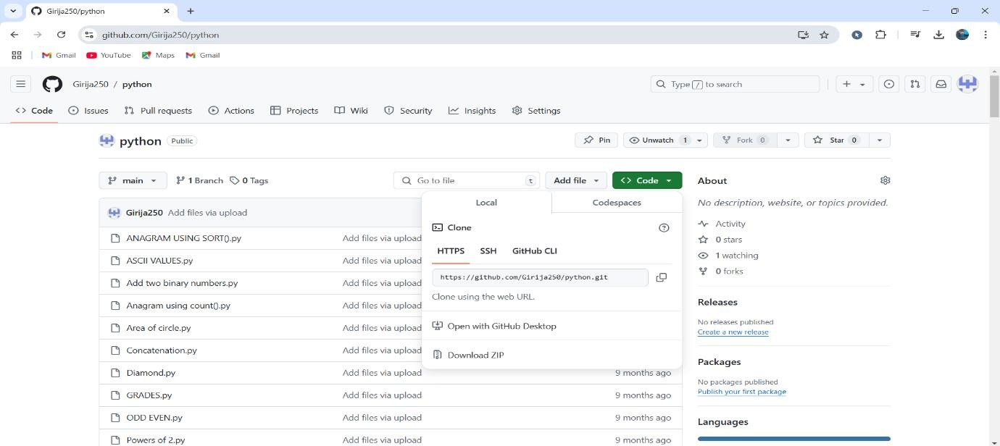 Girija250/python
github.com/Girija250/python
Gmail YouTube Maps Gmail
Girija250 / python Type / to search
Code Issues Pull requests Actions Projects Wiki Security Insights Settings
python Public Pin Unwatch 1 Fork 0 Star 0
main 1 Branch 0 Tags Go to file t Add file Code
Local Codespaces
Girija250 Add files via upload
Clone
HTTPS SSH GitHub CLI
https://github.com/Girija250/python.git
Clone using the web URL.
Open with GitHub Desktop
Download ZIP
ANAGRAM USING SORT().py Add files via upload
ASCII VALUES.py Add files via upload
Add two binary numbers.py Add files via upload
Anagram using count().py Add files via upload
Area of circle.py Add files via upload
Concatenation.py Add files via upload
Diamond.py Add files via upload 9 months ago
GRADES.py Add files via upload 9 months ago
ODD EVEN.py Add files via upload 9 months ago
Powers of 2.py Add files via upload 9 months ago
About
No description, website, or topics provided.
Activity
0 stars
1 watching
0 forks
Releases
No releases published
Create a new release
Packages
No packages published
Publish your first package
Languages